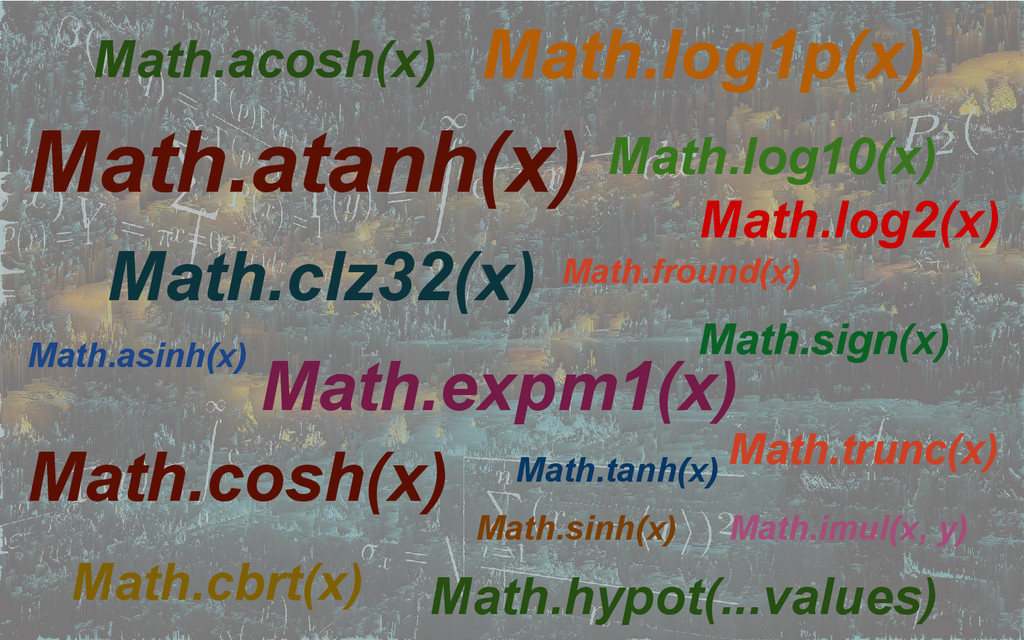 Math.acosh(x)
Math.log1p(x)
Math.atanh(x)
Math.log10(x)
Math.log2(x)
Math.clz32(x)
Math.fround(x)
Math.sign(x)
Math.asinh(x)
Math.expm1(x)
Math.trunc(x)
Math.cosh(x)
Math.tanh(x)
Math.sinh(x)
Math.imul(x, y)
Math.cbrt(x)
Math.hypot(...values)